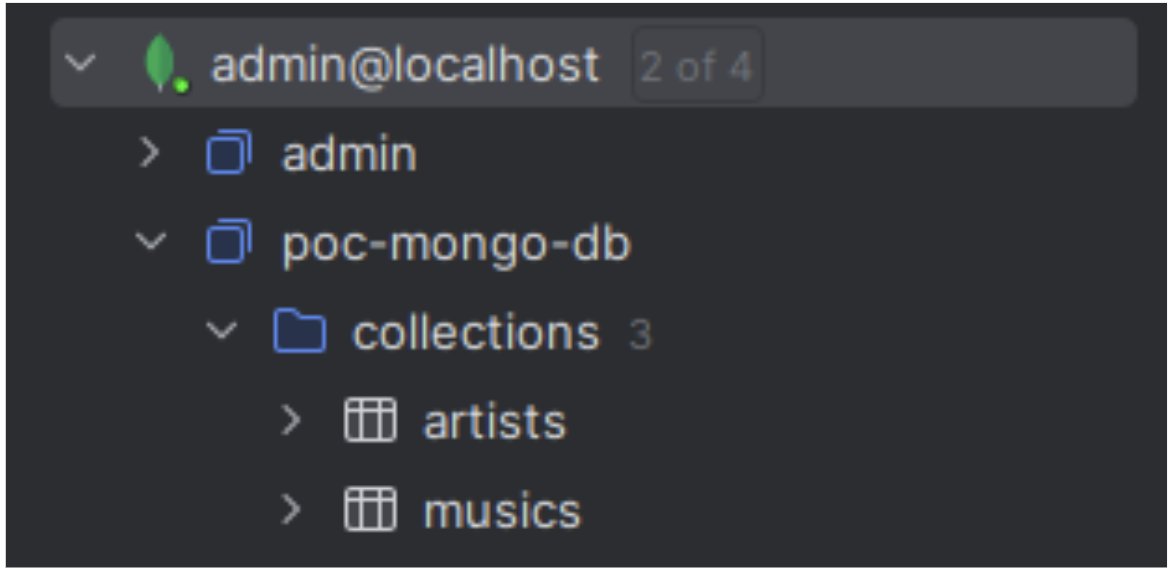 admin@localhost 2 of 4
admin
poc-mongo-db
collections 3
artists
musics